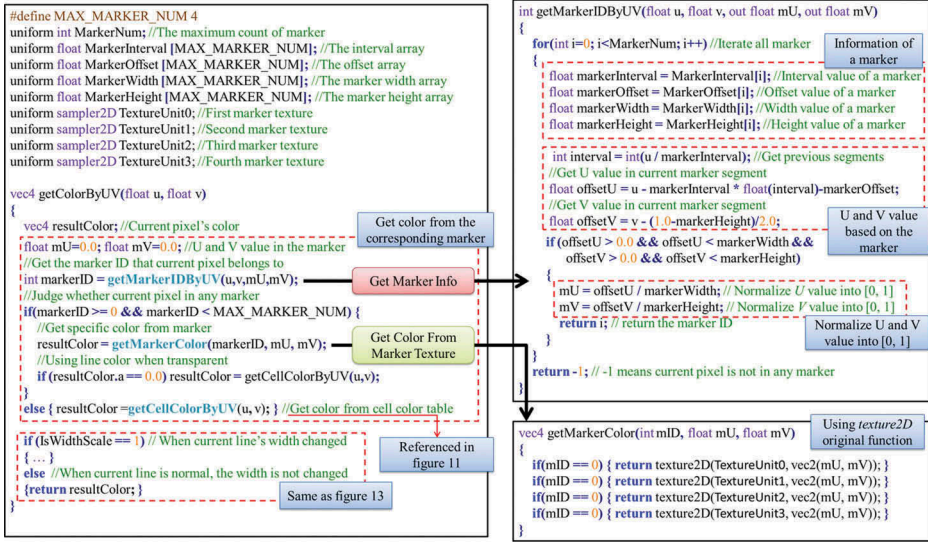 #define MAX_MARKER_NUM 4
uniform int MarkerNum; //The maximum count of marker
uniform float MarkerInterval [MAX_MARKER_NUM]; //The interval array
uniform float MarkerOffset [MAX_MARKER_NUM]; //The offset array
uniform float MarkerWidth [MAX_MARKER_NUM]; //The marker width array
uniform float MarkerHeight [MAX_MARKER_NUM]; //The marker height array
uniform sampler2D TextureUnit0; //First marker texture
uniform sampler2D TextureUnit1; //Second marker texture
uniform sampler2D TextureUnit2; //Third marker texture
uniform sampler2D TextureUnit3; //Fourth marker texture
vec4 getColorByUV(float u, float v)
{
vec4 resultColor; //Current pixel's color
Get color from the
corresponding marker
float mU=0.0; float mV=0.0; //U and V value in the marker
//Get the marker ID that current pixel belongs to
int markerID = getMarkerIDByUV(u,v,mU,mV);
Get Marker Info
//Judge whether current pixel in any marker
if(markerID >= 0 && markerID < MAX_MARKER_NUM) {
//Get specific color from marker
resultColor = getMarkerColor(markerID, mU, mV);
Get Color From
Marker Texture
//Using line color when transparent
if (resultColor.a == 0.0) resultColor = getCellColorByUV(u,v);
}
else { resultColor =getCellColorByUV(u, v); } //Get color from cell color table
if (IsWidthScale == 1) // When current line's width changed
{ ... }
else //When current line is normal, the width is not changed
{return resultColor; }
}
Referenced in
figure 11
Same as figure 13
int getMarkerIDByUV(float u, float v, out float mU, out float mV)
{
for(int i=0; i<MarkerNum; i++) //Iterate all marker
{
Information of
a marker
float markerInterval = MarkerInterval[i]; //Interval value of a marker
float markerOffset = MarkerOffset[i]; //Offset value of a marker
float markerWidth = MarkerWidth[i]; //Width value of a marker
float markerHeight = MarkerHeight[i]; //Height value of a marker
int interval = int(u / markerInterval); //Get previous segments
//Get U value in current marker segment
float offsetU = u - markerInterval * float(interval)-markerOffset;
//Get V value in current marker segment
float offsetV = v - (1.0-markerHeight)/2.0;
U and V value
based on the
marker
if (offsetU > 0.0 && offsetU < markerWidth &&
offsetV > 0.0 && offsetV < markerHeight)
{
mU = offsetU / markerWidth; // Normalize U value into [0, 1]
mV = offsetV / markerHeight; // Normalize V value into [0, 1]
return i; // return the marker ID
}
Normalize U and V
value into [0, 1]
}
return -1; // -1 means current pixel is not in any marker
}
vec4 getMarkerColor(int mID, float mU, float mV)
{
Using texture2D
original function
if(mID == 0) { return texture2D(TextureUnit0, vec2(mU, mV)); }
if(mID == 0) { return texture2D(TextureUnit1, vec2(mU, mV)); }
if(mID == 0) { return texture2D(TextureUnit2, vec2(mU, mV)); }
if(mID == 0) { return texture2D(TextureUnit3, vec2(mU, mV)); }
}